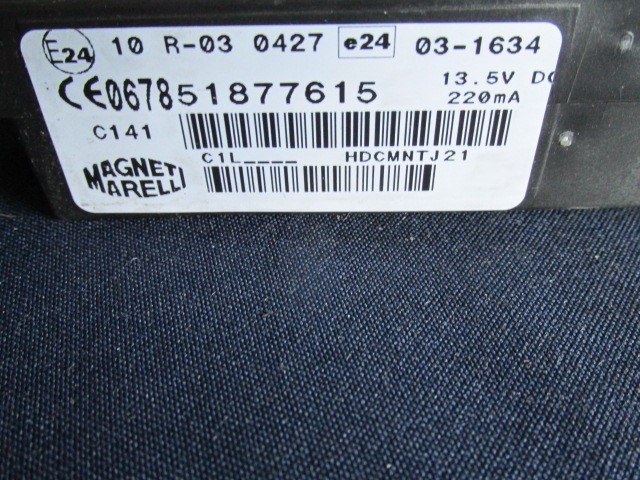 E24 10 R-03 0427 e24 03-1634
CE0678 51877615 13.5V DC
220mA
C141
C1L____ HDCMNTJ21
MAGNETI
MARELLI